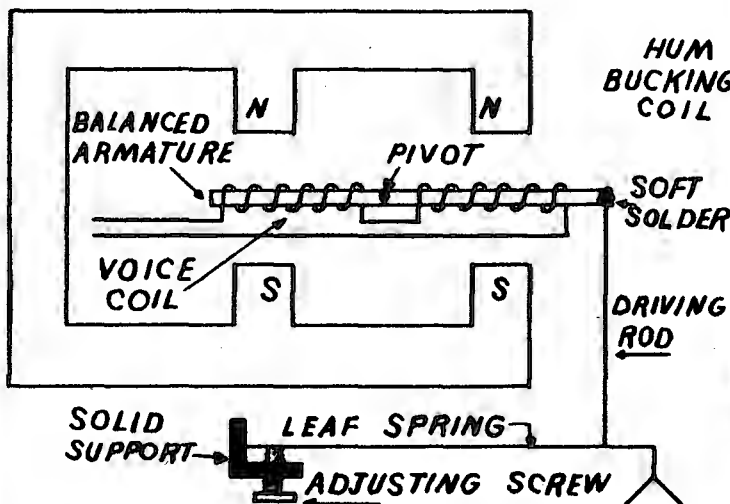 HUM
BUCKING
COIL
N
N
BALANCED
ARMATURE
PIVOT
SOFT
SOLDER
VOICE
COIL
S
S
DRIVING
ROD
SOLID
SUPPORT
LEAF SPRING
ADJUSTING SCREW